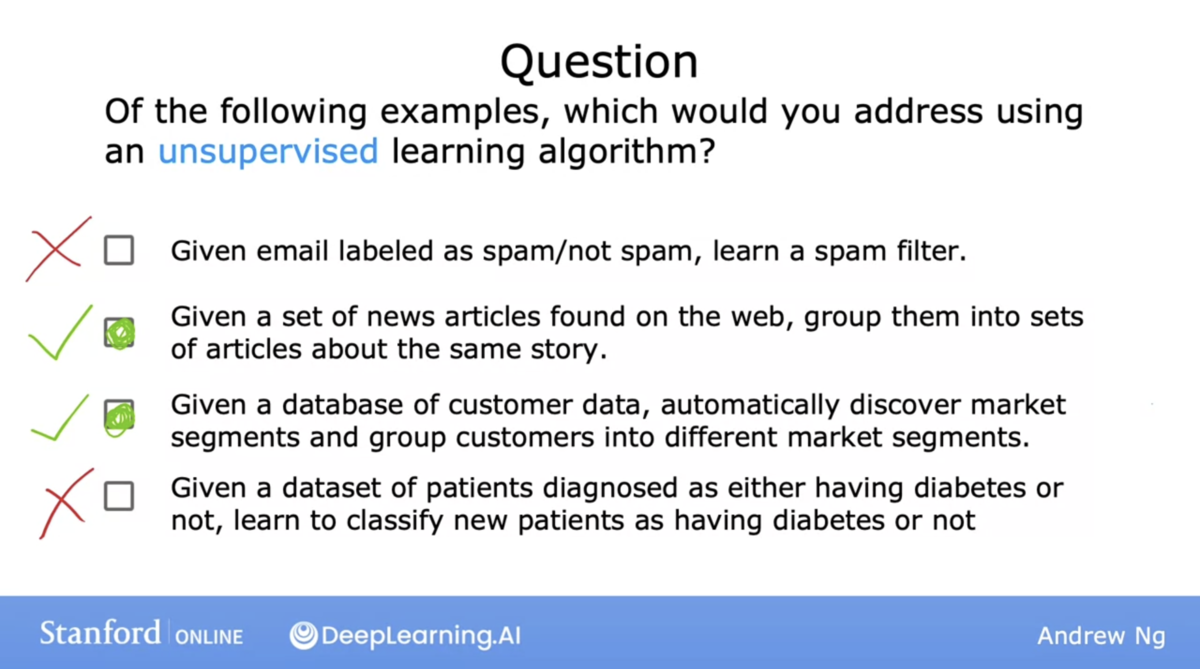 Question
Of the following examples, which would you address using
an unsupervised learning algorithm?
Given email labeled as spam/not spam, learn a spam filter.
Given a set of news articles found on the web, group them into sets
of articles about the same story.
Given a database of customer data, automatically discover market
segments and group customers into different market segments.
Given a dataset of patients diagnosed as either having diabetes or
not, learn to classify new patients as having diabetes or not
Stanford ONLINE DeepLearning.AI Andrew Ng